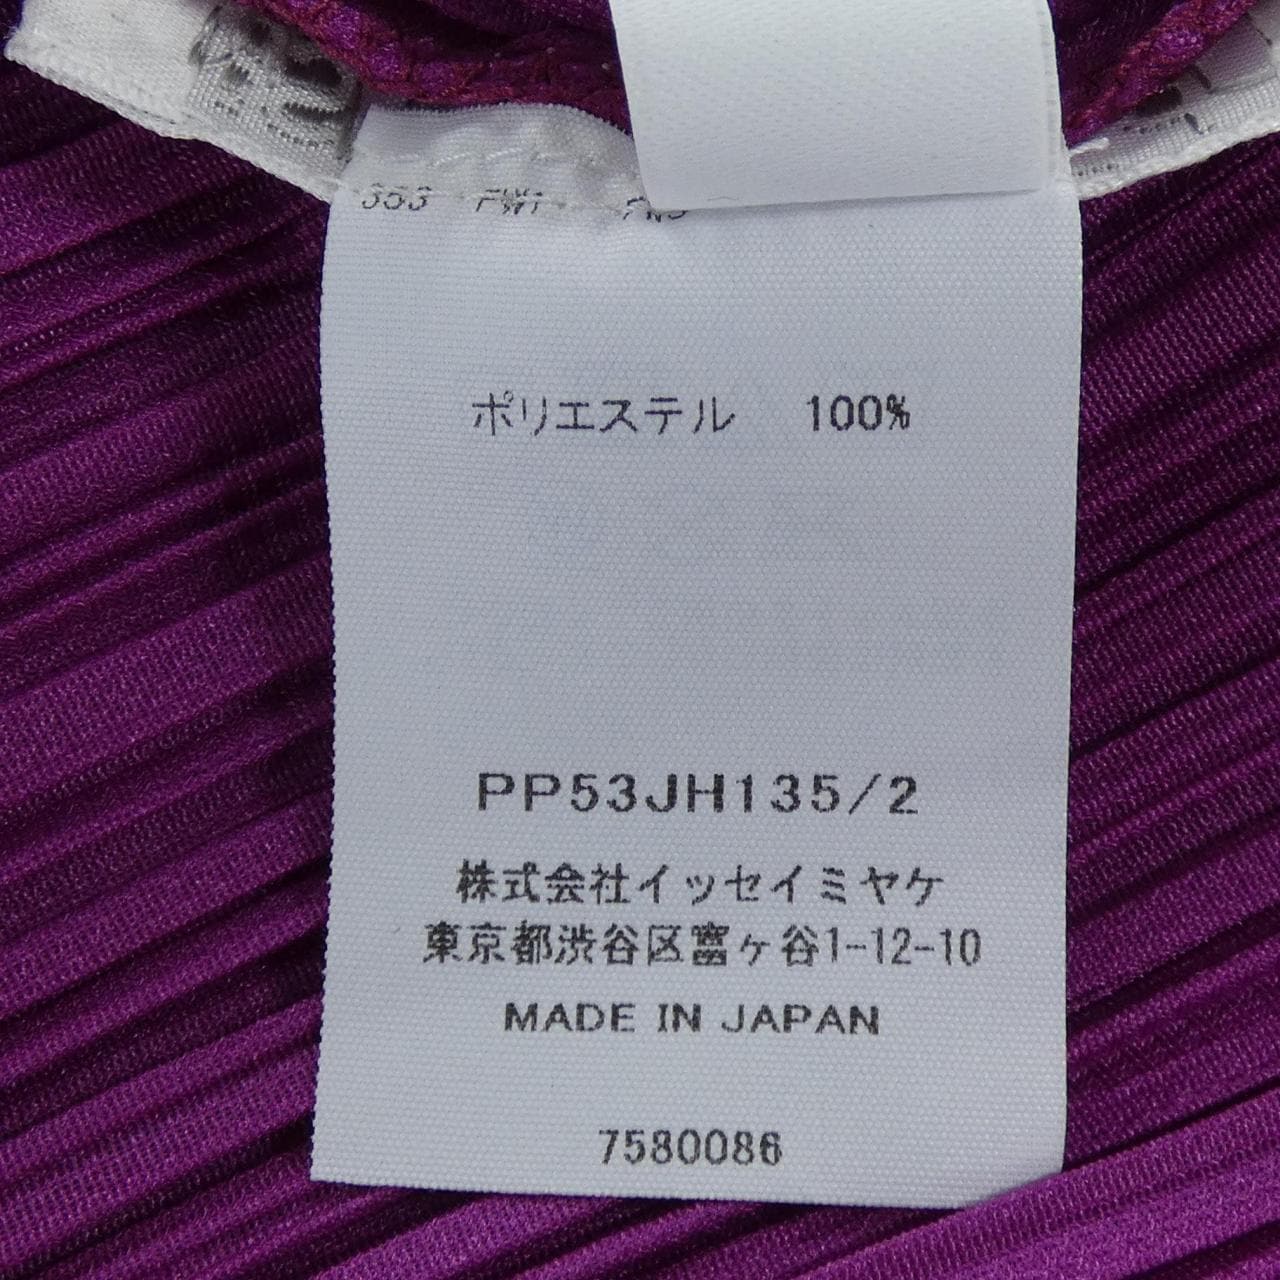 353
ポリエステル 100%
PP53JH135/2
株式会社イッセイミヤケ
東京都渋谷区富ヶ谷1-12-10
MADE IN JAPAN
7580086